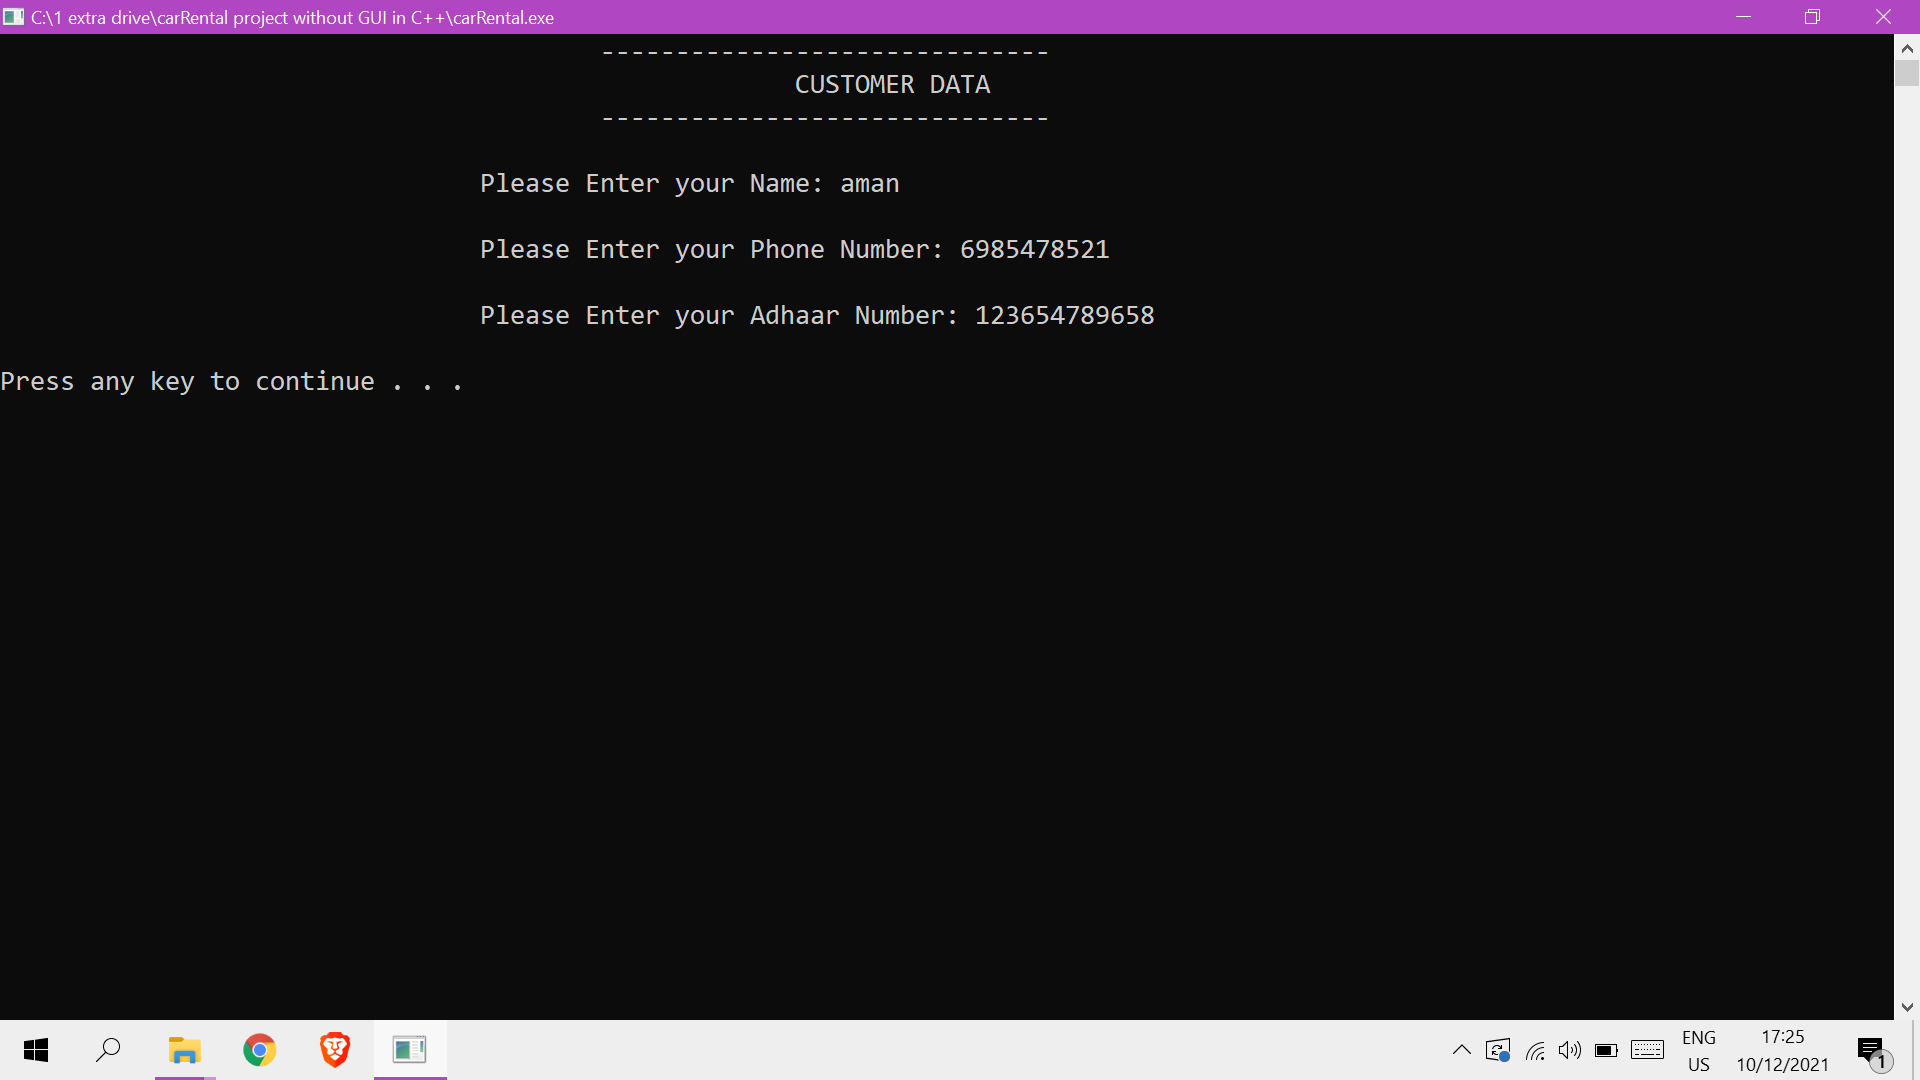 C:\1 extra drive\carRental project without GUI in C++\carRental.exe
------------------------------
CUSTOMER DATA
------------------------------
Please Enter your Name: aman
Please Enter your Phone Number: 6985478521
Please Enter your Adhaar Number: 123654789658
Press any key to continue . . .
ENG
US
17:25
10/12/2021
1